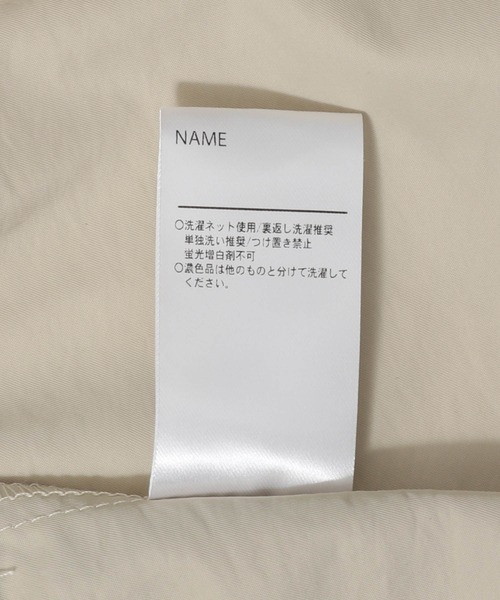 NAME
○洗濯ネット使用/裏返し洗濯推奨
単独洗い推奨/つけ置き禁止
蛍光増白剤不可
○濃色品は他のものと分けて洗濯して
ください。